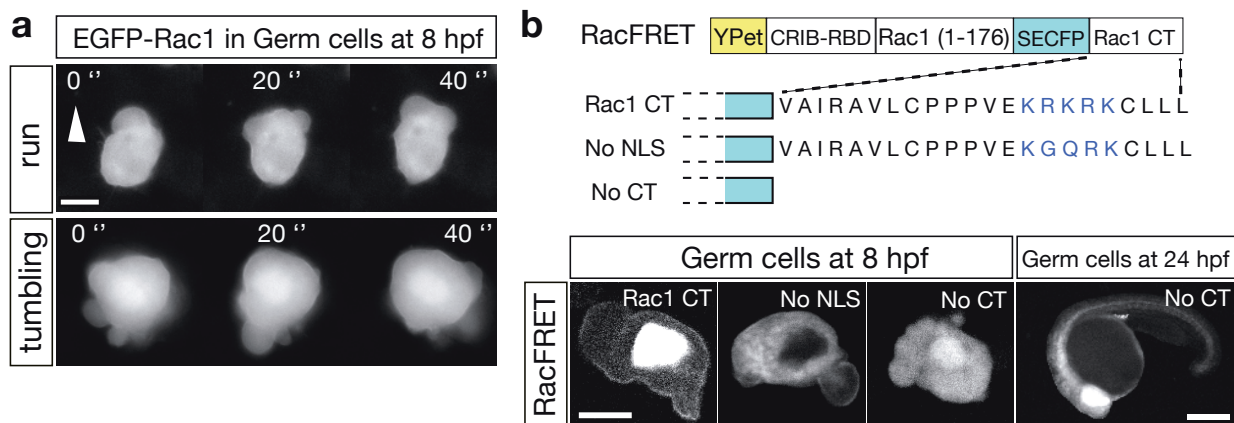 a
EGFP-Rac1 in Germ cells at 8 hpf
run
0 ‘’
20 ‘’
40 ‘’
tumbling
0 ‘’
20 ‘’
40 ‘’
b
RacFRET
YPet CRIB-RBD Rac1 (1-176) SECFP Rac1 CT
Rac1 CT V A I R A V L C P P P V E K R K R K C L L L
No NLS V A I R A V L C P P P V E K G Q R K C L L L
No CT
Germ cells at 8 hpf
Germ cells at 24 hpf
RacFRET
Rac1 CT
No NLS
No CT
No CT